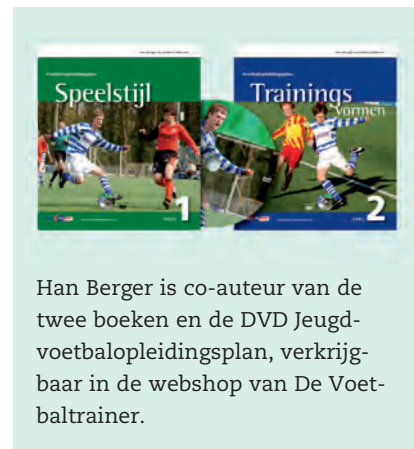 Speelstijl
1
Trainings
vormen
2
Han Berger is co-auteur van de
twee boeken en de DVD Jeugd-
voetbalopleidingsplan, verkrijg-
baar in de webshop van De Voet-
baltrainer.